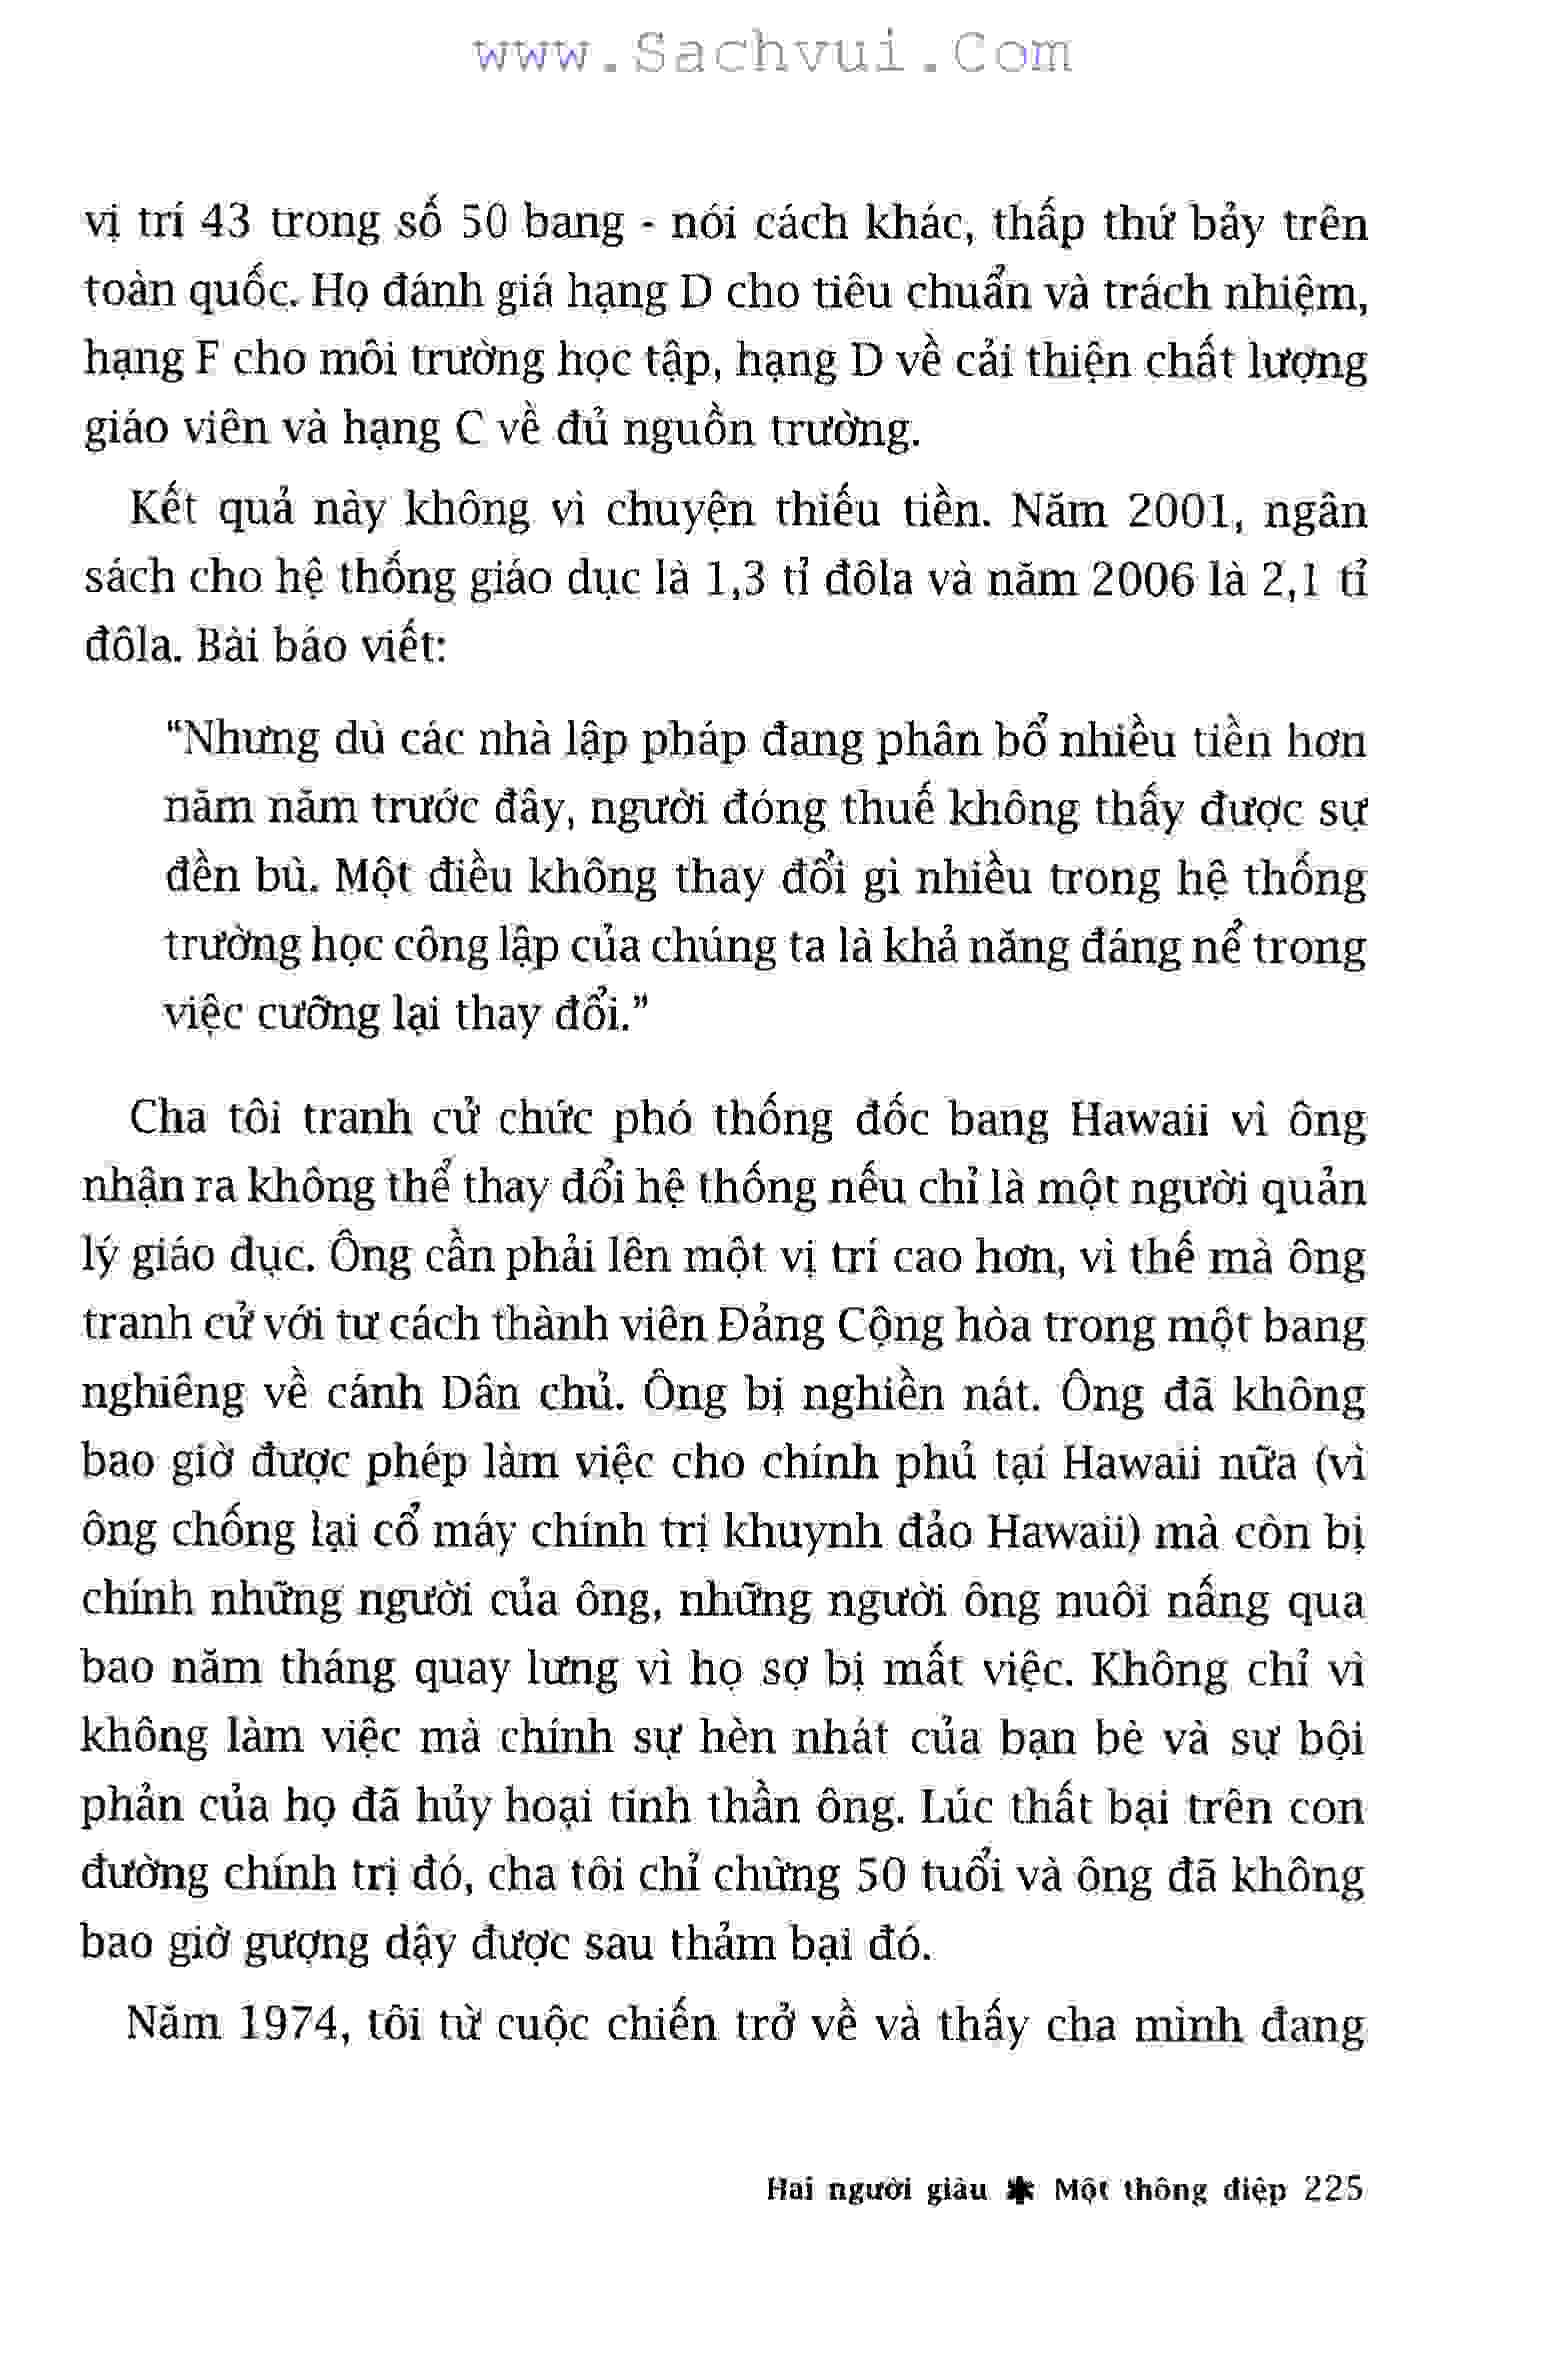 www.Sachvui.Com
vị trí 43 trong số 50 bang - nói cách khác, thấp thứ bảy trên
toàn quốc. Họ đánh giá hạng D cho tiêu chuẩn và trách nhiệm,
hạng F cho môi trường học tập, hạng D về cải thiện chất lượng
giáo viên và hạng C về đủ nguồn trường.
Kết quả này không vì chuyện thiếu tiền. Năm 2001, ngân
sách cho hệ thống giáo dục là 1,3 tỉ đôla và năm 2006 là 2,1 tỉ
đôla. Bài báo viết:
“Nhưng dù các nhà lập pháp đang phân bổ nhiều tiền hơn
năm năm trước đây, người đóng thuế không thấy được sự
đền bù. Một điều không thay đổi gì nhiều trong hệ thống
trường học công lập của chúng ta là khả năng đáng nể trong
việc cưỡng lại thay đổi.”
Cha tôi tranh cử chức phó thống đốc bang Hawaii vì ông
nhận ra không thể thay đổi hệ thống nếu chỉ là một người quản
lý giáo dục. Ông cần phải lên một vị trí cao hơn, vì thế mà ông
tranh cử với tư cách thành viên Đảng Cộng hòa trong một bang
nghiêng về cánh Dân chủ. Ông bị nghiền nát. Ông đã không
bao giờ được phép làm việc cho chính phủ tại Hawaii nữa (vì
ông chống lại cổ máy chính trị khuynh đảo Hawaii) mà còn bị
chính những người của ông, những người ông nuôi nấng qua
bao năm tháng quay lưng vì họ sợ bị mất việc. Không chỉ vì
không làm việc mà chính sự hèn nhát của bạn bè và sự bội
phản của họ đã hủy hoại tinh thần ông. Lúc thất bại trên con
đường chính trị đó, cha tôi chỉ chừng 50 tuổi và ông đã không
bao giờ gượng dậy được sau thảm bại đó.
Năm 1974, tôi từ cuộc chiến trở về và thấy cha mình đang
Hai người giàu ✱ Một thông điệp 225